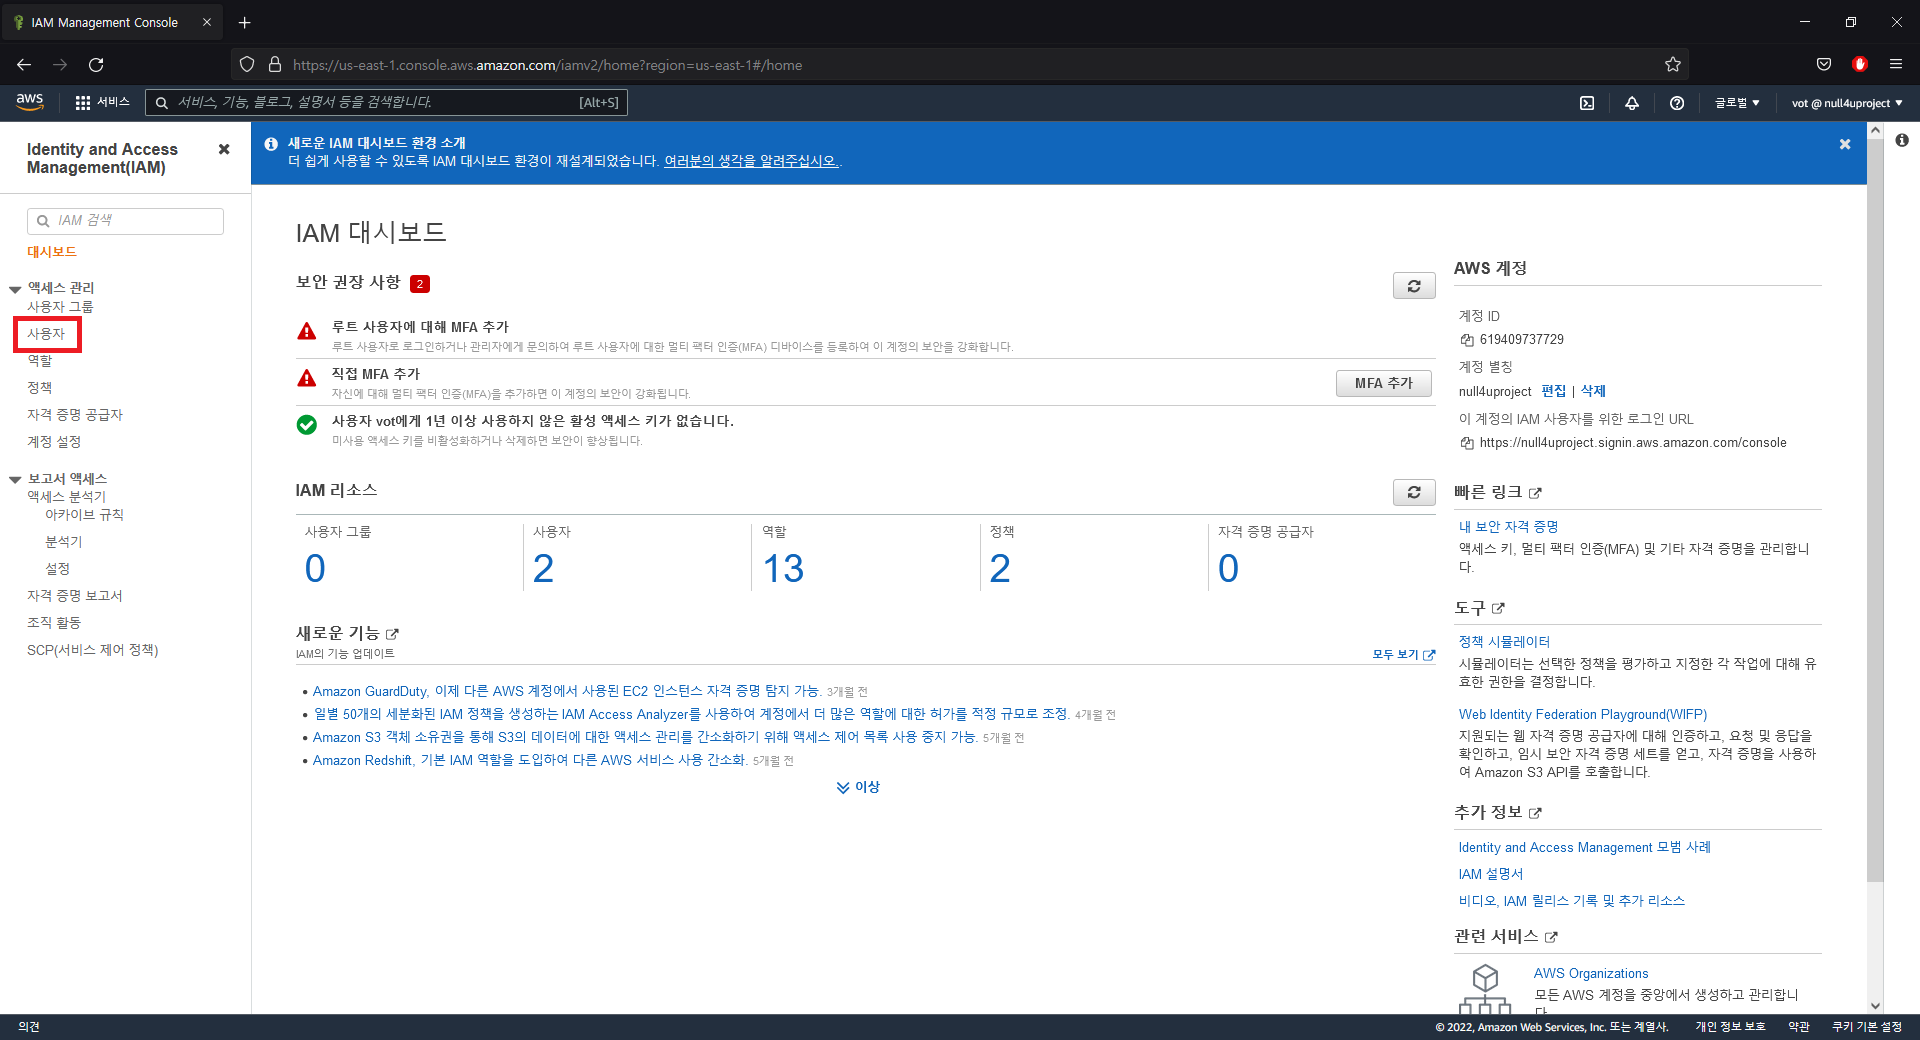 IAM Management Console
https://us-east-1.console.aws.amazon.com/iamv2/home?region=us-east-1#/home
aws
서비스
서비스, 기능, 블로그, 설명서 등을 검색합니다.
[Alt+S]
글로벌
vot @ null4uproject
Identity and Access
Management(IAM)
IAM 검색
대시보드
액세스 관리
사용자 그룹
사용자
역할
정책
자격 증명 공급자
계정 설정
보고서 액세스
액세스 분석기
아카이브 규칙
분석기
설정
자격 증명 보고서
조직 활동
SCP(서비스 제어 정책)
새로운 IAM 대시보드 환경 소개
더 쉽게 사용할 수 있도록 IAM 대시보드 환경이 재설계되었습니다. 여러분의 생각을 알려주십시오..
IAM 대시보드
보안 권장 사항 2
루트 사용자에 대해 MFA 추가
루트 사용자로 로그인하거나 관리자에게 문의하여 루트 사용자에 대한 멀티 팩터 인증(MFA) 디바이스를 등록하여 이 계정의 보안을 강화합니다.
직접 MFA 추가
자신에 대해 멀티 팩터 인증(MFA)을 추가하면 이 계정의 보안이 강화됩니다.
MFA 추가
사용자 vot에게 1년 이상 사용하지 않은 활성 액세스 키가 없습니다.
미사용 액세스 키를 비활성화하거나 삭제하면 보안이 향상됩니다.
IAM 리소스
사용자 그룹
0
사용자
2
역할
13
정책
2
자격 증명 공급자
0
새로운 기능
IAM의 기능 업데이트
모두 보기
Amazon GuardDuty, 이제 다른 AWS 계정에서 사용된 EC2 인스턴스 자격 증명 탐지 가능. 3개월 전
일별 50개의 세분화된 IAM 정책을 생성하는 IAM Access Analyzer를 사용하여 계정에서 더 많은 역할에 대한 허가를 적정 규모로 조정. 4개월 전
Amazon S3 객체 소유권을 통해 S3의 데이터에 대한 액세스 관리를 간소화하기 위해 액세스 제어 목록 사용 중지 가능. 5개월 전
Amazon Redshift, 기본 IAM 역할을 도입하여 다른 AWS 서비스 사용 간소화. 5개월 전
이상
AWS 계정
계정 ID
619409737729
계정 별칭
null4uproject 편집 | 삭제
이 계정의 IAM 사용자를 위한 로그인 URL
https://null4uproject.signin.aws.amazon.com/console
빠른 링크
내 보안 자격 증명
액세스 키, 멀티 팩터 인증(MFA) 및 기타 자격 증명을 관리합니
다.
도구
정책 시뮬레이터
시뮬레이터는 선택한 정책을 평가하고 지정한 각 작업에 대해 유
효한 권한을 결정합니다.
Web Identity Federation Playground(WIFP)
지원되는 웹 자격 증명 공급자에 대해 인증하고, 요청 및 응답을
확인하고, 임시 보안 자격 증명 세트를 얻고, 자격 증명을 사용하
여 Amazon S3 API를 호출합니다.
추가 정보
Identity and Access Management 모범 사례
IAM 설명서
비디오, IAM 릴리스 기록 및 추가 리소스
관련 서비스
AWS Organizations
모든 AWS 계정을 중앙에서 생성하고 관리합니
의견
© 2022, Amazon Web Services, Inc. 또는 계열사.
개인 정보 보호
약관
쿠키 기본 설정